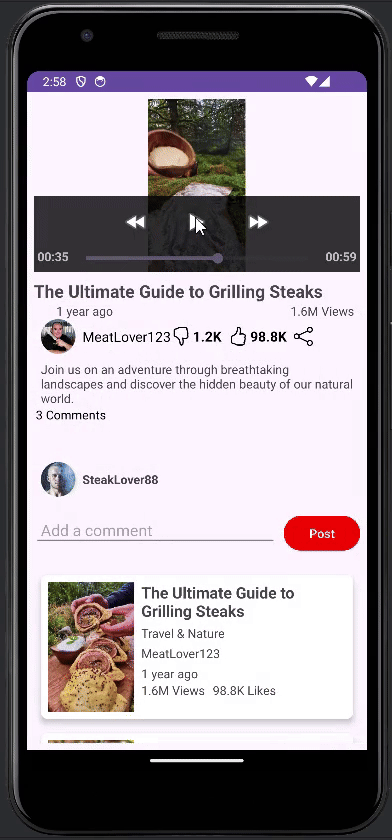 2:58
00:35
00:59
The Ultimate Guide to Grilling Steaks
1 year ago
1.6M Views
MeatLover123 1.2K 98.8K
Join us on an adventure through breathtaking
landscapes and discover the hidden beauty of our natural
world.
3 Comments
SteakLover88
Add a comment
Post
The Ultimate Guide to
Grilling Steaks
Travel & Nature
MeatLover123
1 year ago
1.6M Views 98.8K Likes